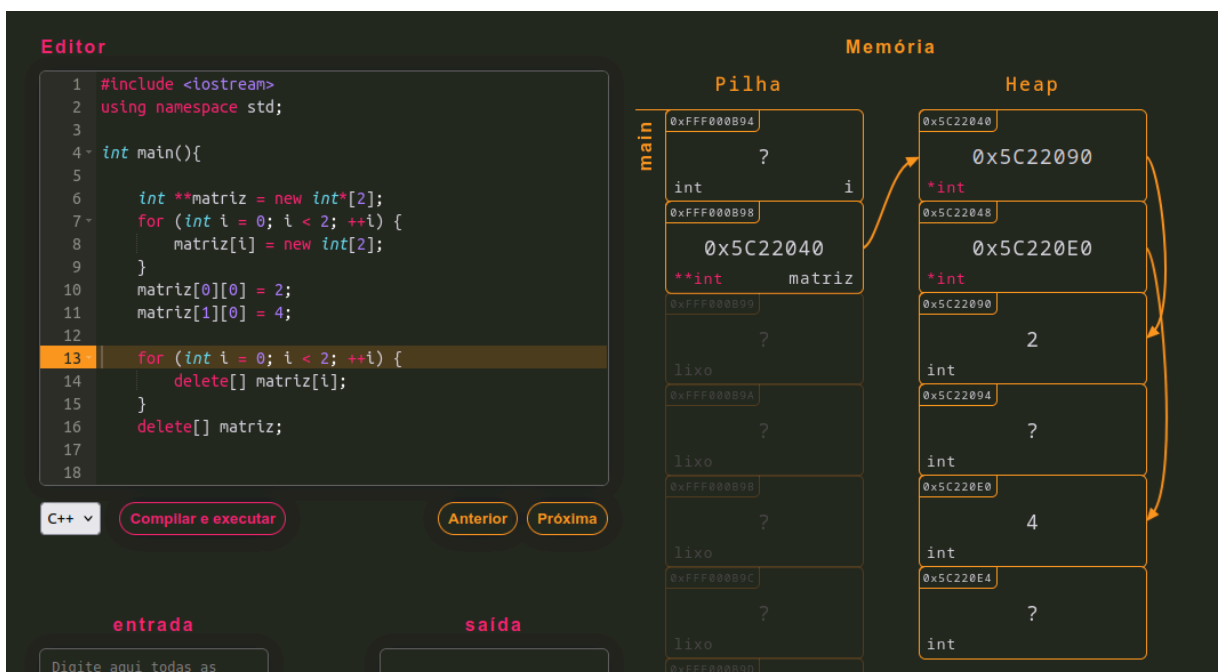 Editor
1 #include <iostream>
2 using namespace std;
3
4 int main(){
5
6 int **matriz = new int*[2];
7 for (int i = 0; i < 2; ++i) {
8 matriz[i] = new int[2];
9 }
10 matriz[0][0] = 2;
11 matriz[1][0] = 4;
12
13 for (int i = 0; i < 2; ++i) {
14 delete[] matriz[i];
15 }
16 delete[] matriz;
17
18
C++
Compilar e executar
Anterior
Próxima
entrada
Digite aqui todas as
saída
Memória
Pilha
main
0xFFF000B94
?
int i
0xFFF000B98
0x5C22040
**int matriz
0xFFF000B99
?
lixo
0xFFF000B9A
?
lixo
0xFFF000B9B
?
lixo
0xFFF000B9C
?
lixo
0xFFF000B9D
Heap
0x5C22040
0x5C22090
*int
0x5C22048
0x5C220E0
*int
0x5C22090
2
int
0x5C22094
?
int
0x5C220E0
4
int
0x5C220E4
?
int